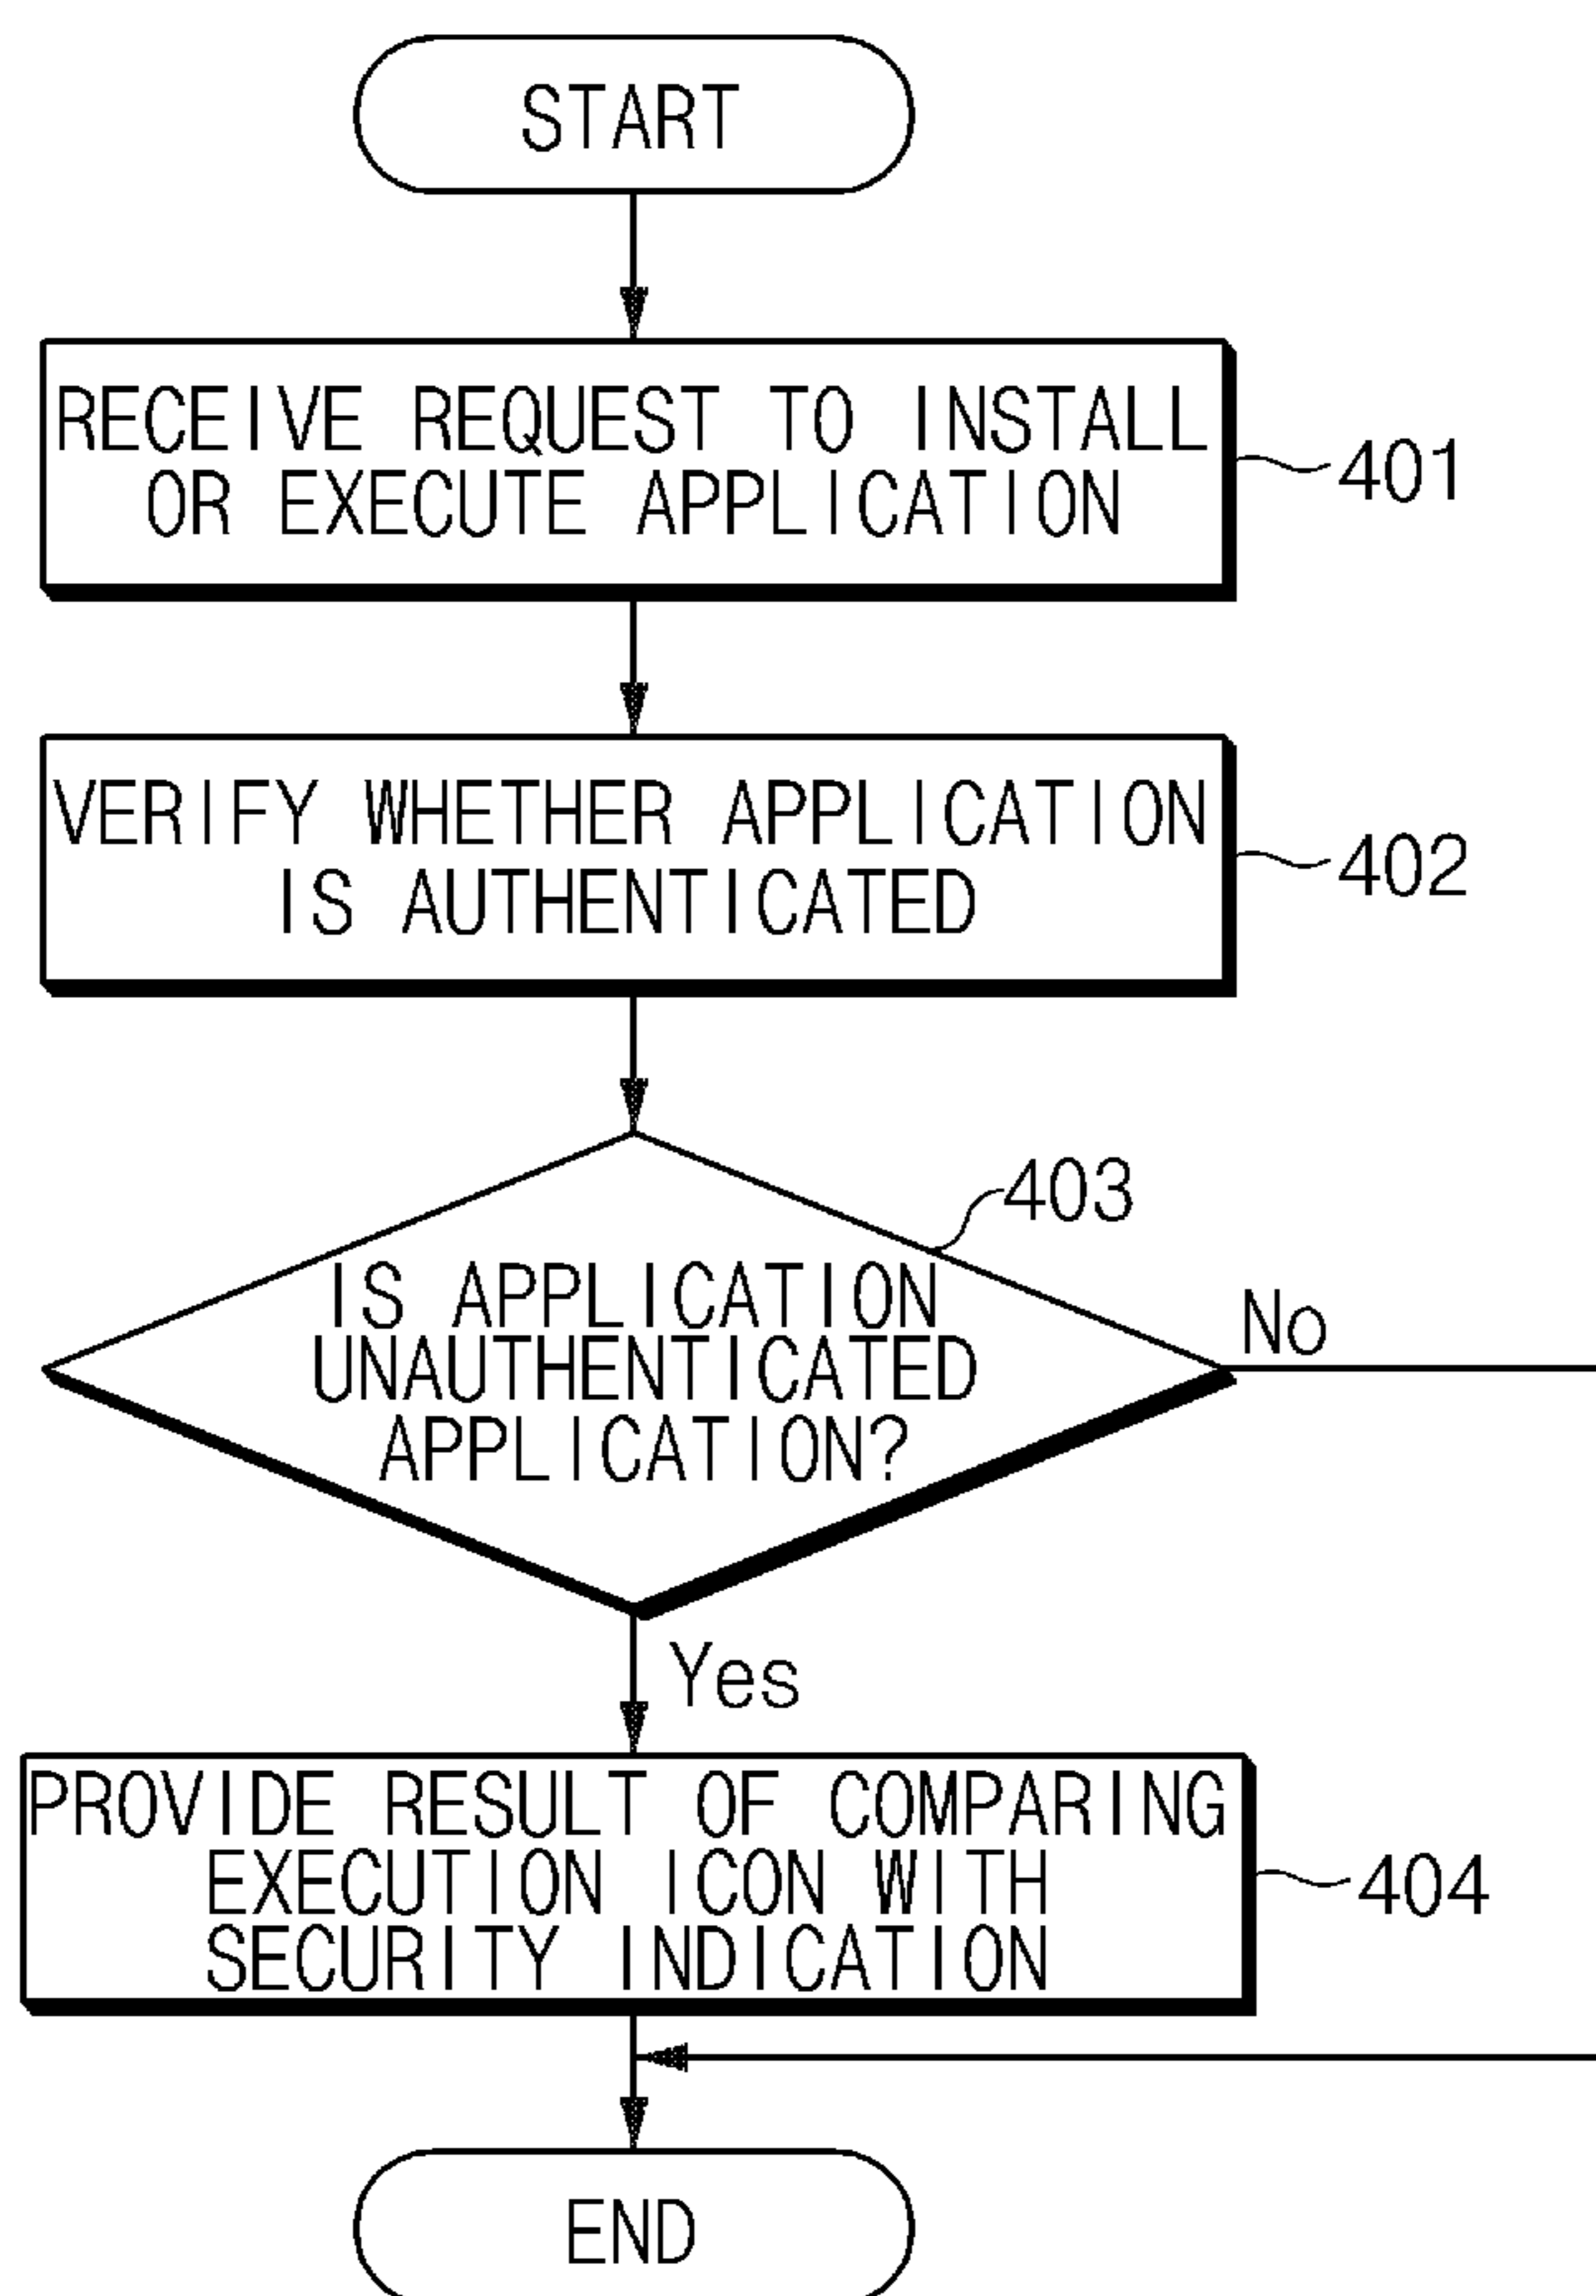 START
RECEIVE REQUEST TO INSTALL
OR EXECUTE APPLICATION
401
VERIFY WHETHER APPLICATION
IS AUTHENTICATED
402
403
IS APPLICATION
UNAUTHENTICATED
APPLICATION?
No
Yes
PROVIDE RESULT OF COMPARING
EXECUTION ICON WITH
SECURITY INDICATION
404
END